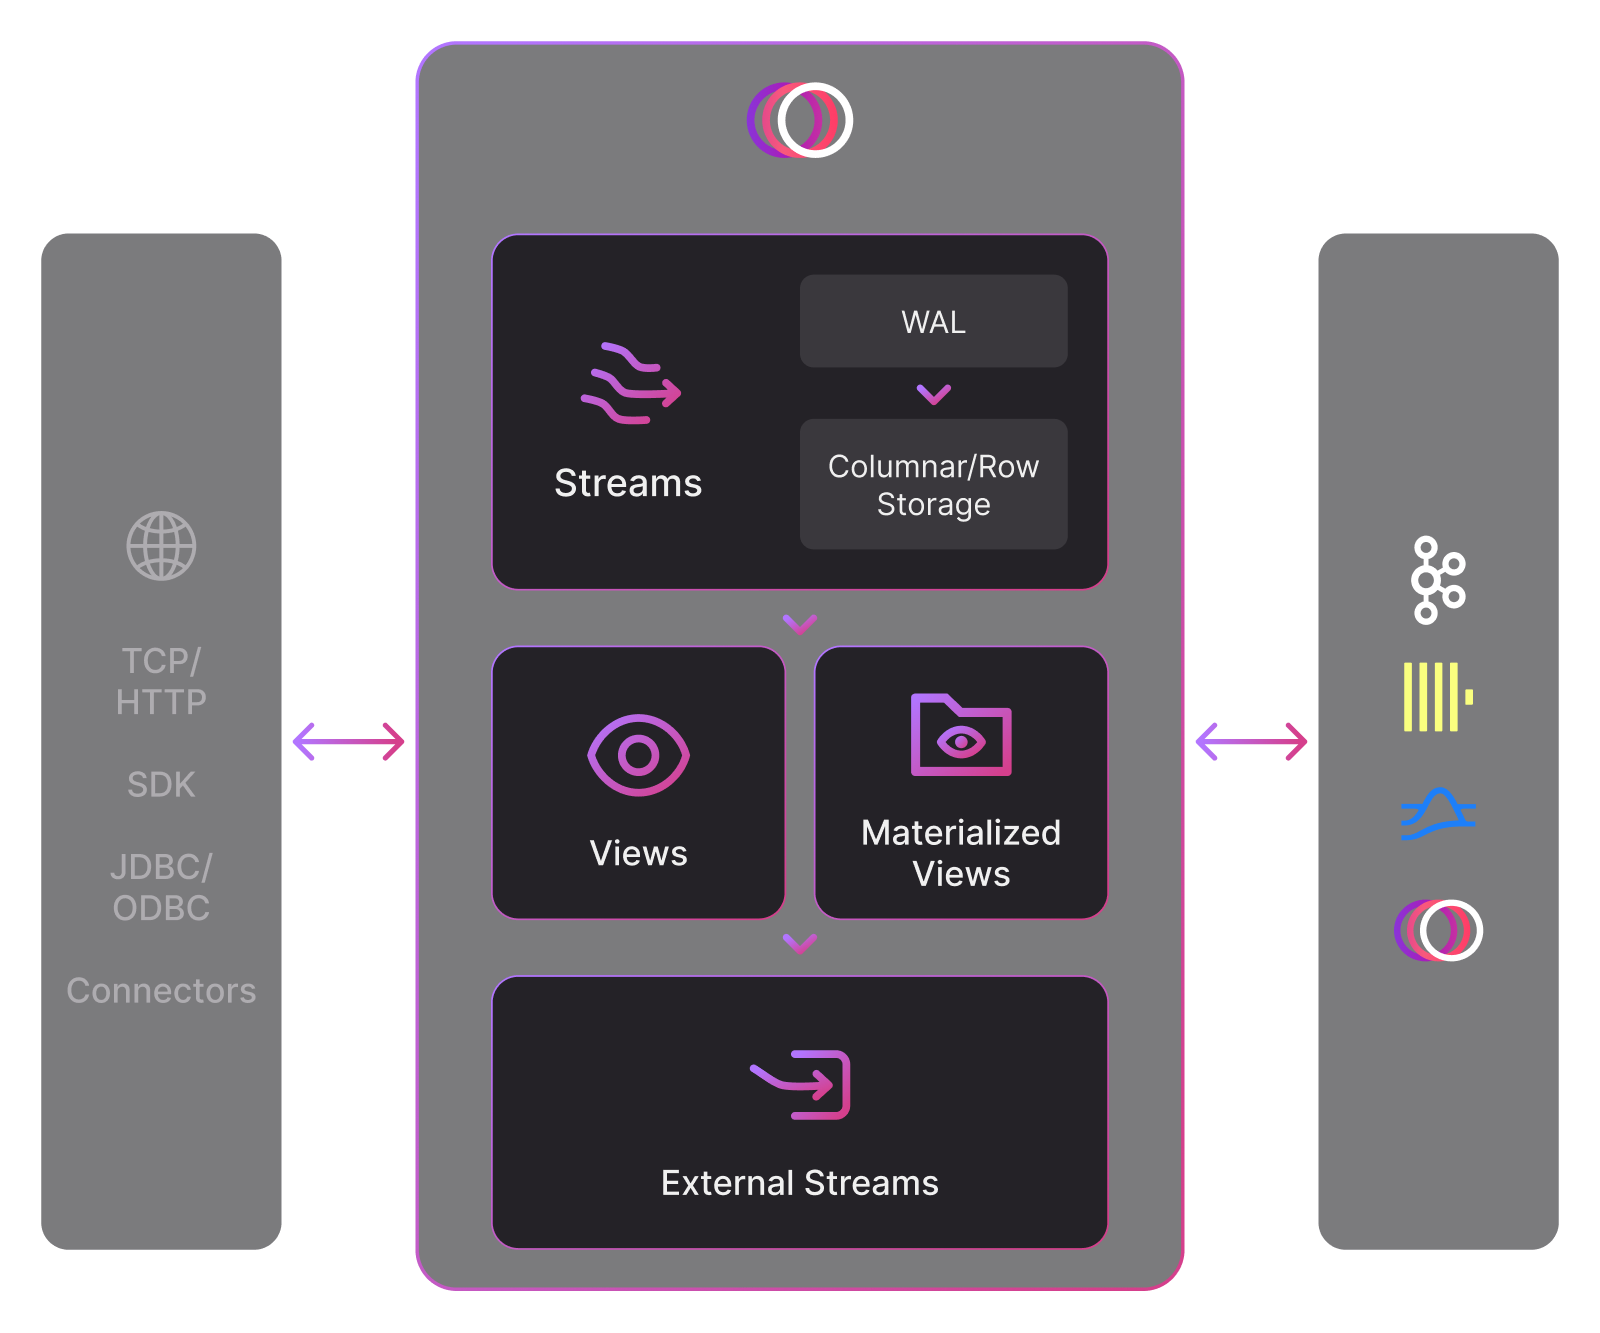 TCP/
HTTP
SDK
JDBC/
ODBC
Connectors
Streams
WAL
Columnar/Row
Storage
Views
Materialized
Views
External Streams